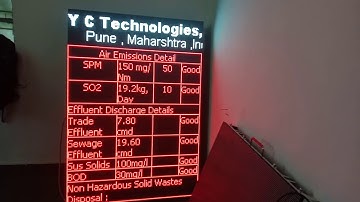 Y C Technologies,
Pune , Maharshtra ,In
Air Emissions Detail
SPM 150 mg/ Nm 50 Good
SO2 19.2kg, Day 10 Good
Effluent Discharge Details
Trade Effluent 7.80 cmd Good
Sewage Effluent 19.60 cmd Good
Sus Solids 100mg/l Good
BOD 30mg/l Good
Non Hazardous Solid Wastes
Disposal :